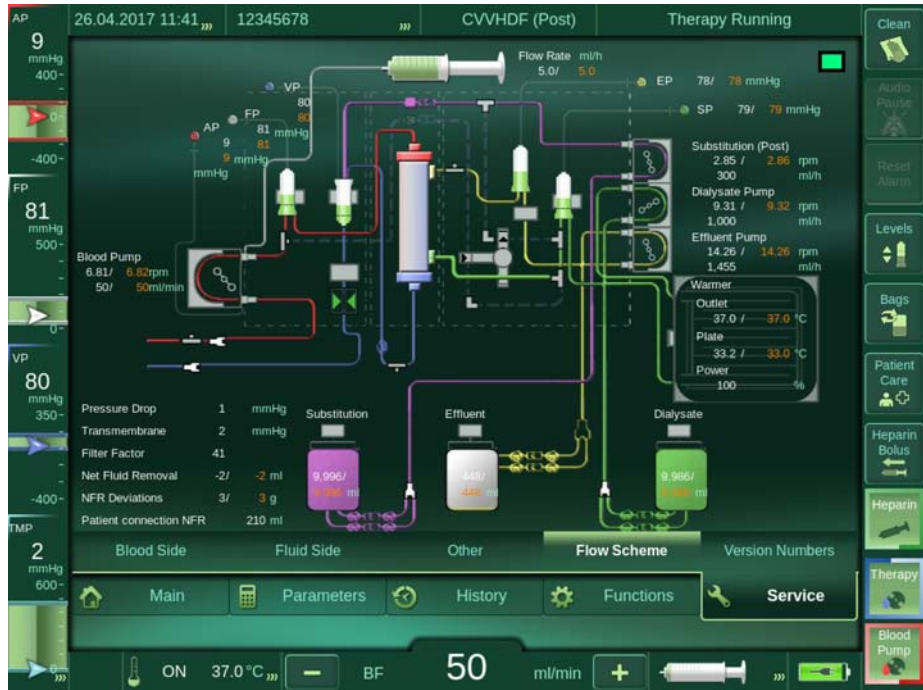 26.04.2017 11:41
12345678
CVVHDF (Post)
Therapy Running
AP
9
mmHg
400
0
-400
FP
81
mmHg
500
0
VP
80
mmHg
350
-400
TMP
2
mmHg
600
0
Flow Rate ml/h
5.0/ 5.0
VP
80
80
FP
81 mmHg
81
AP
9
9 mmHg
mmHg
EP 78/ 78 mmHg
SP 79/ 79 mmHg
Substitution (Post)
2.85 / 2.86 rpm
300 ml/h
Dialysate Pump
9.31 / 9.32 rpm
1,000 ml/h
Effluent Pump
14.26 / 14.26 rpm
1,455 ml/h
Blood Pump
6.81/ 6.82rpm
50/ 50ml/min
Warmer
Outlet
37.0 / 37.0 °C
Plate
33.2 / 33.0 °C
Power
100 %
Pressure Drop 1 mmHg
Transmembrane 2 mmHg
Filter Factor 41
Net Fluid Removal -2/ -2 ml
NFR Deviations 3/ 3 g
Patient connection NFR 210 ml
Substitution
9,996/
ml
Effluent
448/
448 ml
Dialysate
9,986/
ml
Blood Side
Fluid Side
Other
Flow Scheme
Version Numbers
Main
Parameters
History
Functions
Service
ON 37.0 °C
BF 50 ml/min
Clean
Audio
Pause
Reset
Alarm
Levels
Bags
Patient
Care
Heparin
Bolus
Heparin
Therapy
Blood
Pump